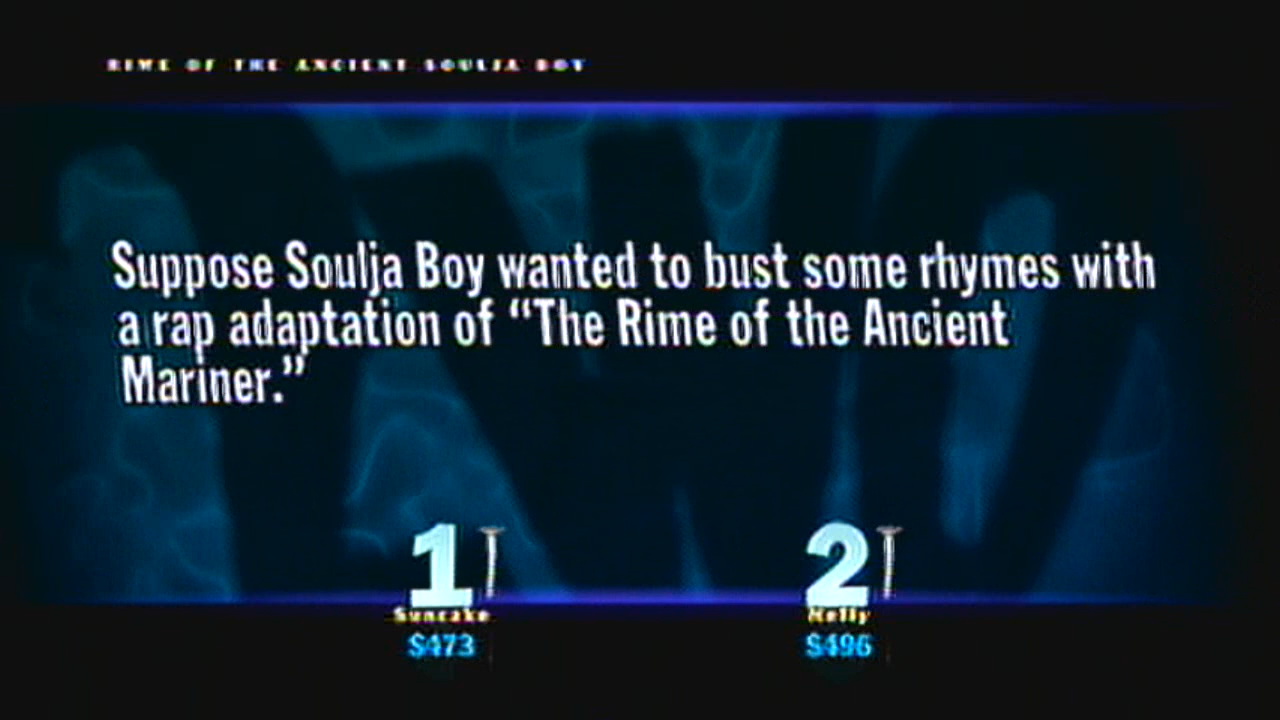 RIME OF THE ANCIENT SOULJA BOY
Suppose Soulja Boy wanted to bust some rhymes with
a rap adaptation of “The Rime of the Ancient
Mariner.”
1 2
Suncake Nelly
$473 $496